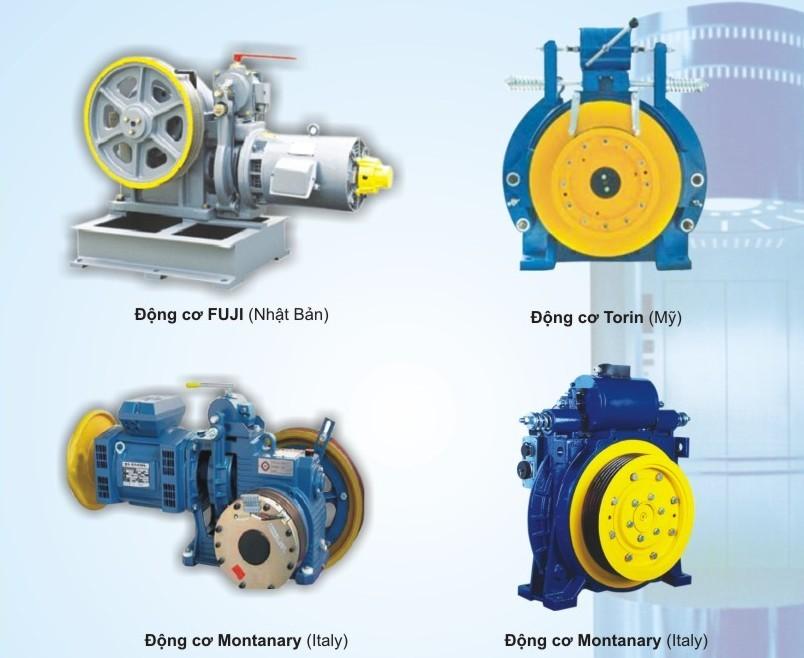 Động cơ FUJI (Nhật Bản)
Động cơ Torin (Mỹ)
Động cơ Montanary (Italy)
Động cơ Montanary (Italy)